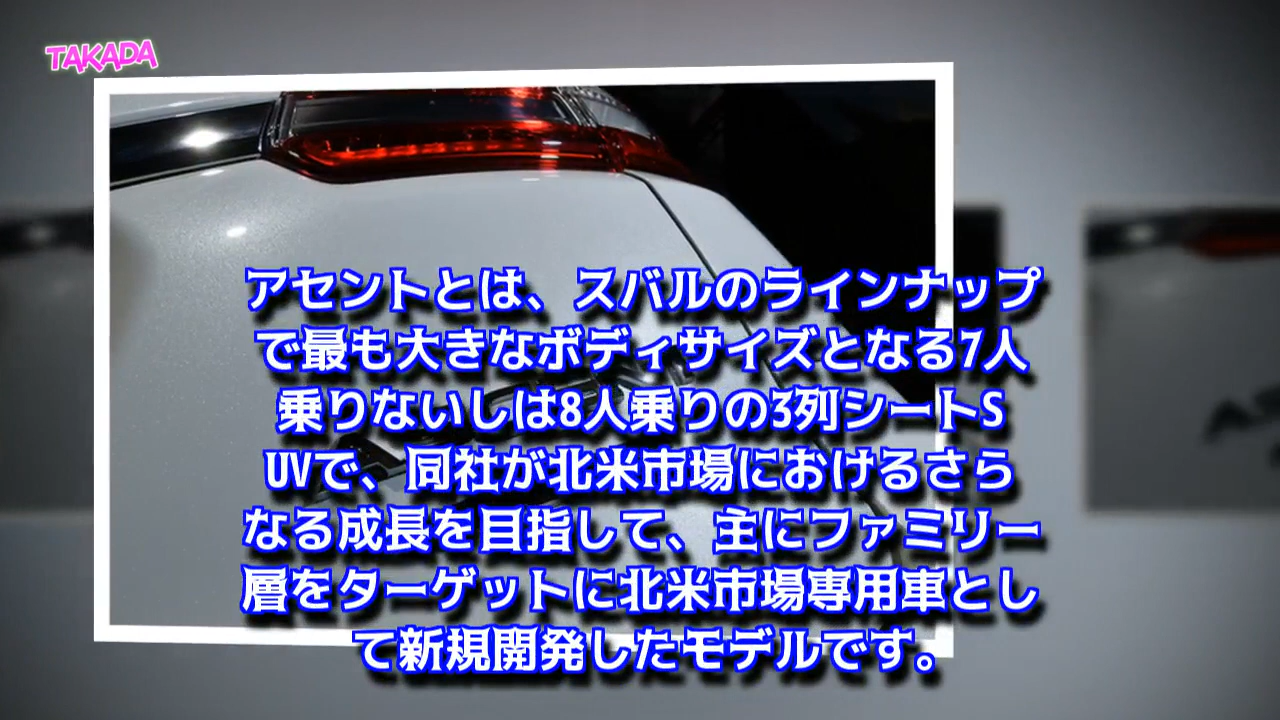 TAKADA
アセントとは、スバルのラインナップ
で最も大きなボディサイズとなる7人
乗りないしは8人乗りの3列シートS
UVで、同社が北米市場におけるさら
なる成長を目指して、主にファミリー
層をターゲットに北米市場専用車とし
て新規開発したモデルです。